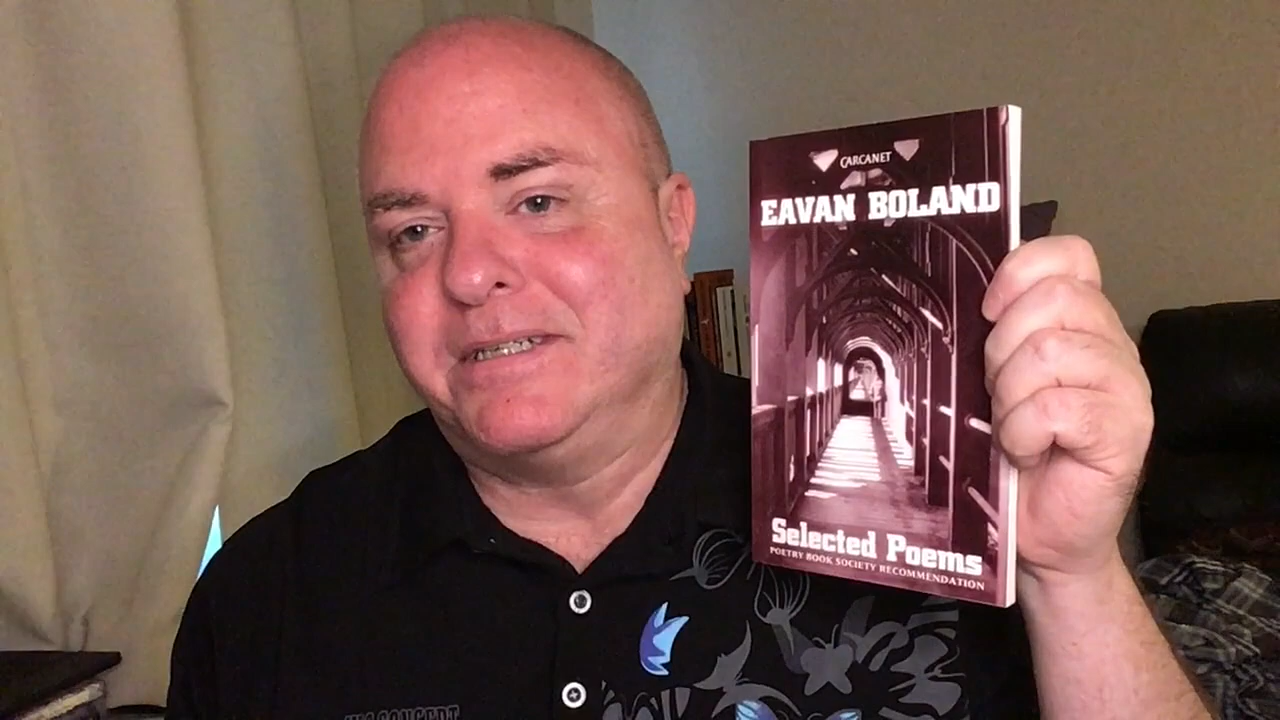 CARCANET
EAVAN BOLAND
Selected Poems
POETRY BOOK SOCIETY RECOMMENDATION